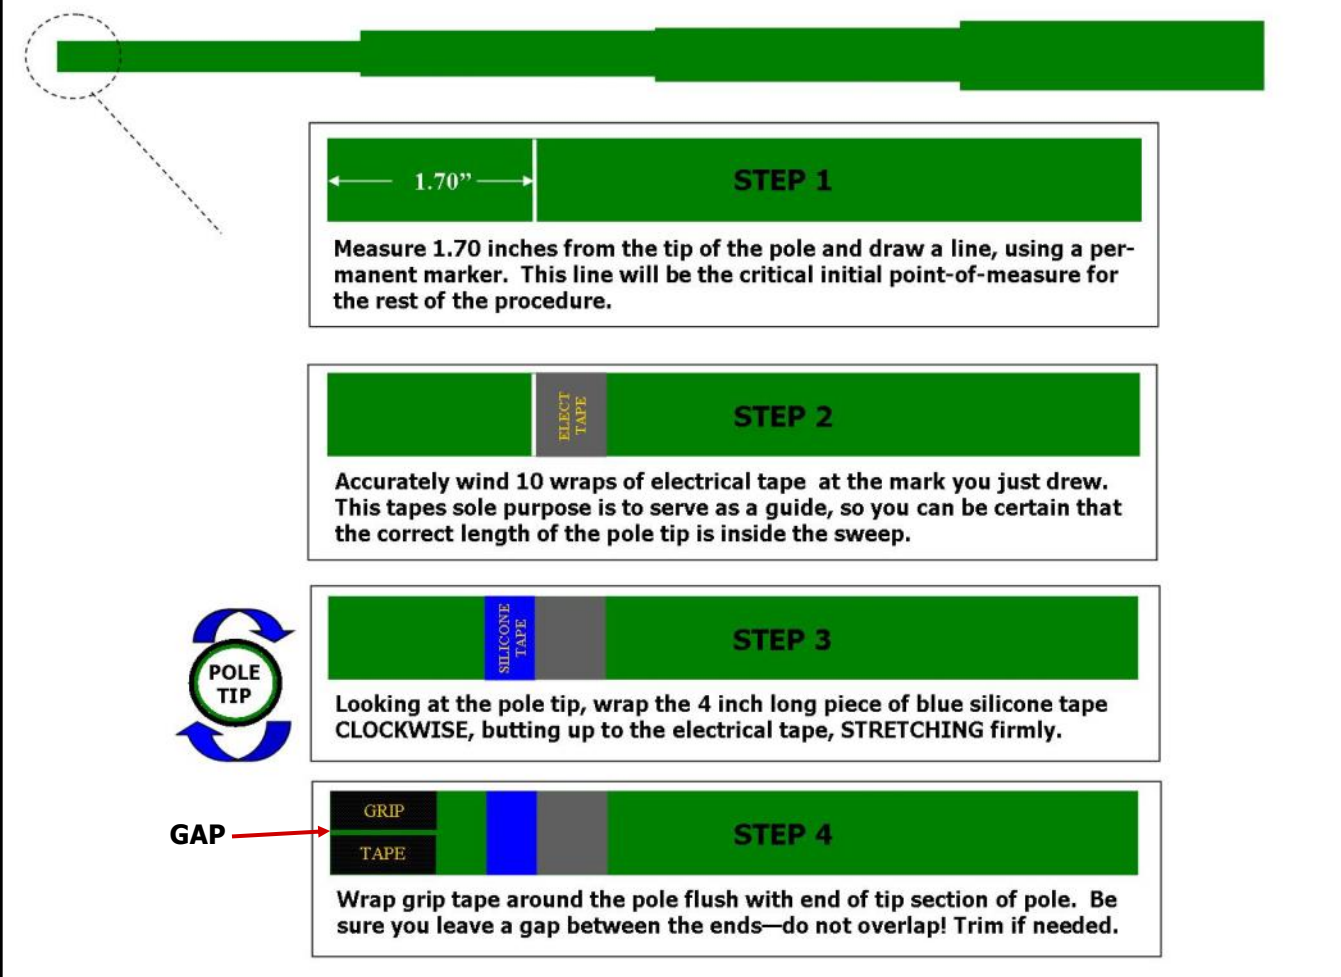 1.70”
STEP 1
Measure 1.70 inches from the tip of the pole and draw a line, using a per-
manent marker.  This line will be the critical initial point-of-measure for
the rest of the procedure.
ELECT
TAPE
STEP 2
Accurately wind 10 wraps of electrical tape  at the mark you just drew.
This tapes sole purpose is to serve as a guide, so you can be certain that
the correct length of the pole tip is inside the sweep.
POLE
TIP
SILICONE
TAPE
STEP 3
Looking at the pole tip, wrap the 4 inch long piece of blue silicone tape
CLOCKWISE, butting up to the electrical tape, STRETCHING firmly.
GAP
GRIP
TAPE
STEP 4
Wrap grip tape around the pole flush with end of tip section of pole.  Be
sure you leave a gap between the ends—do not overlap! Trim if needed.